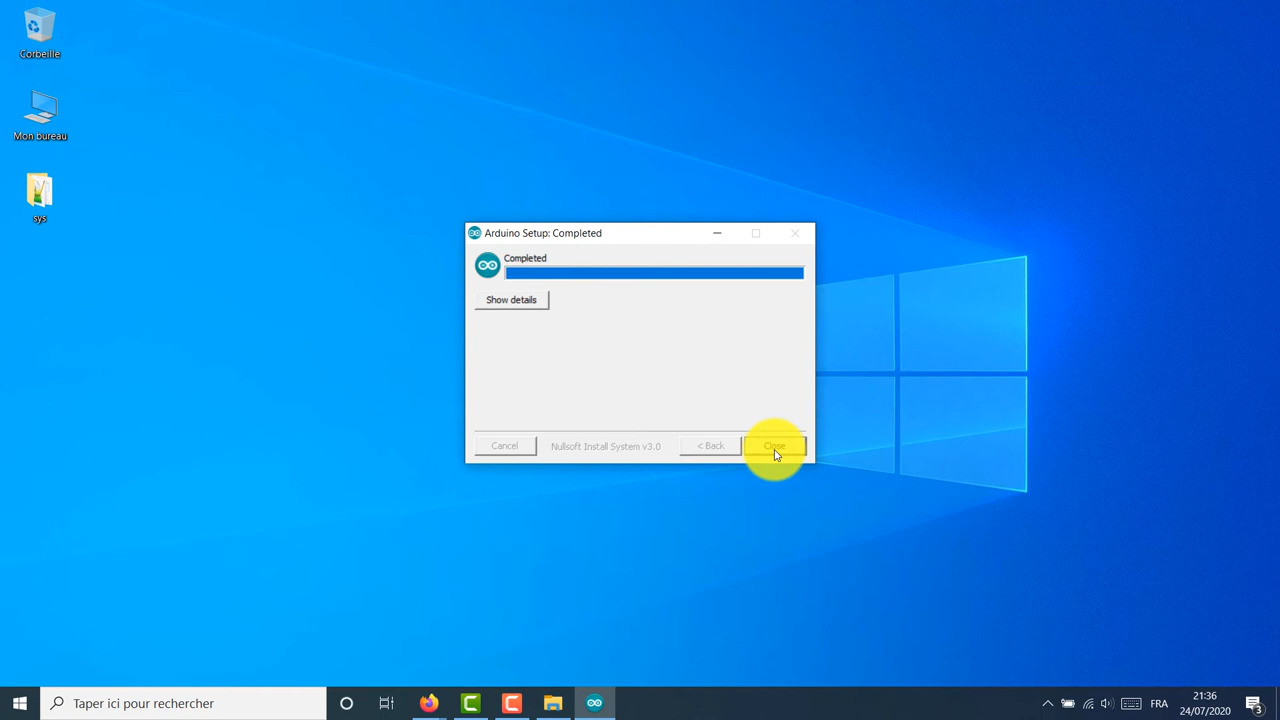 Corbeille
Mon bureau
sys
Arduino Setup: Completed
Completed
Show details
Cancel
Nullsoft Install System v3.0
< Back
Close
Taper ici pour rechercher
FRA
21:36
24/07/2020
3